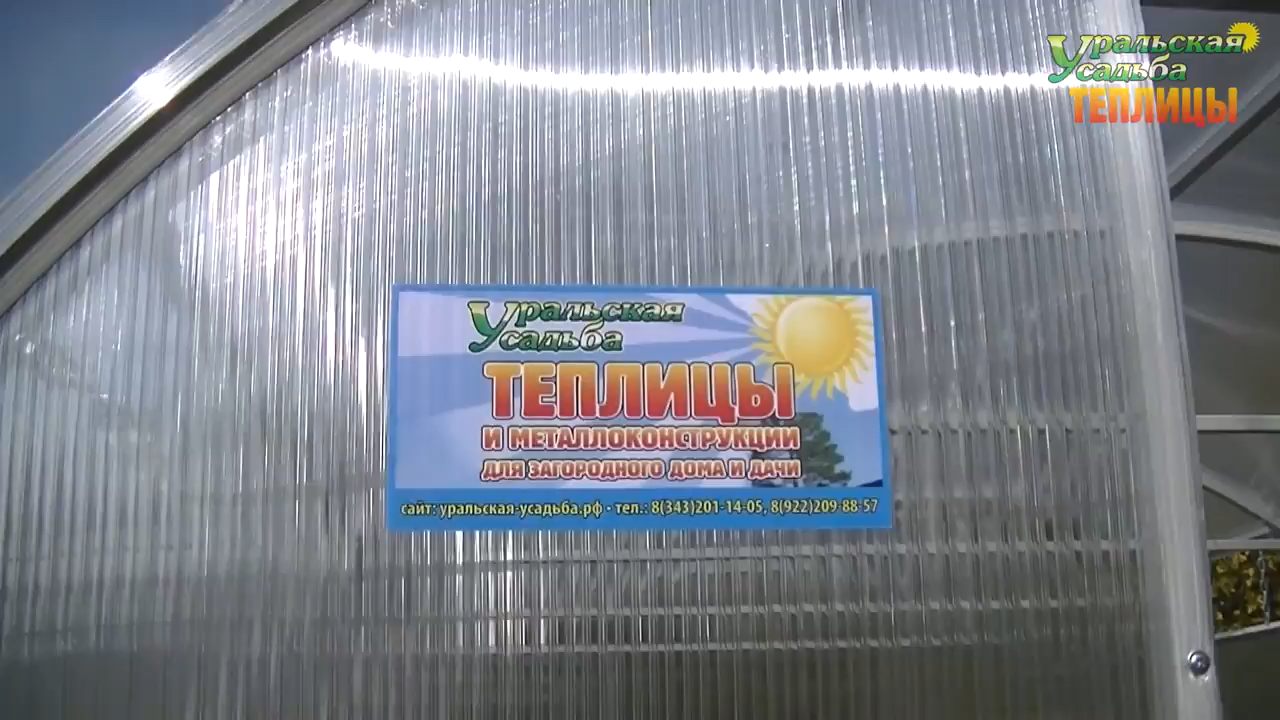 Уральская
Усадьба
ТЕПЛИЦЫ
Уральская
Усадьба
ТЕПЛИЦЫ
И МЕТАЛЛОКОНСТРУКЦИИ
ДЛЯ ЗАГОРОДНОГО ДОМА И ДАЧИ
сайт: уральская-усадьба.рф • тел.: 8(343)201-14-05, 8(922)209-88-57